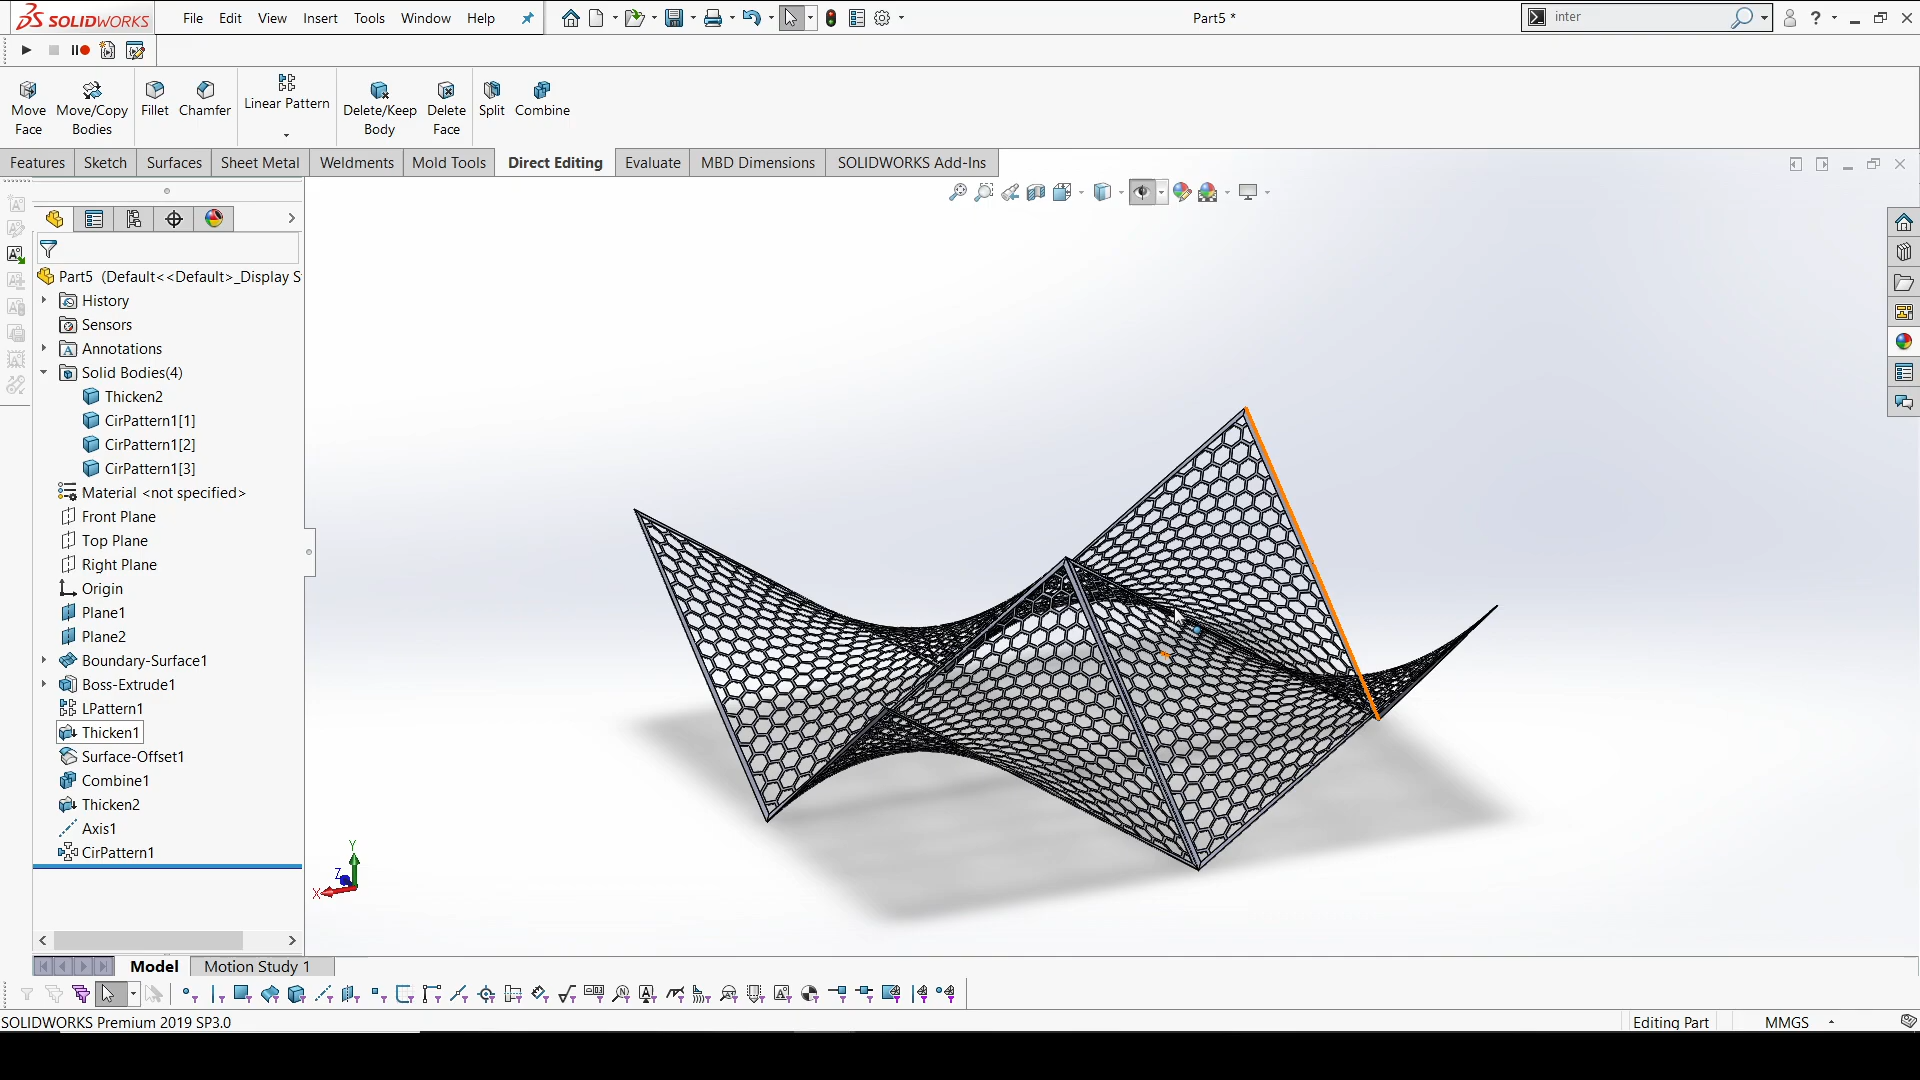 SOLIDWORKS File Edit View Insert Tools Window Help Part5 * inter
Move Face Move/Copy Bodies Fillet Chamfer Linear Pattern Delete/Keep Body Delete Face Split Combine
Features Sketch Surfaces Sheet Metal Weldments Mold Tools Direct Editing Evaluate MBD Dimensions SOLIDWORKS Add-Ins
Part5 (Default<<Default>_Display S
History
Sensors
Annotations
Solid Bodies(4)
Thicken2
CirPattern1[1]
CirPattern1[2]
CirPattern1[3]
Material <not specified>
Front Plane
Top Plane
Right Plane
Origin
Plane1
Plane2
Boundary-Surface1
Boss-Extrude1
LPattern1
Thicken1
Surface-Offset1
Combine1
Thicken2
Axis1
CirPattern1
Y
Z
X
Model Motion Study 1
SOLIDWORKS Premium 2019 SP3.0 Editing Part MMGS